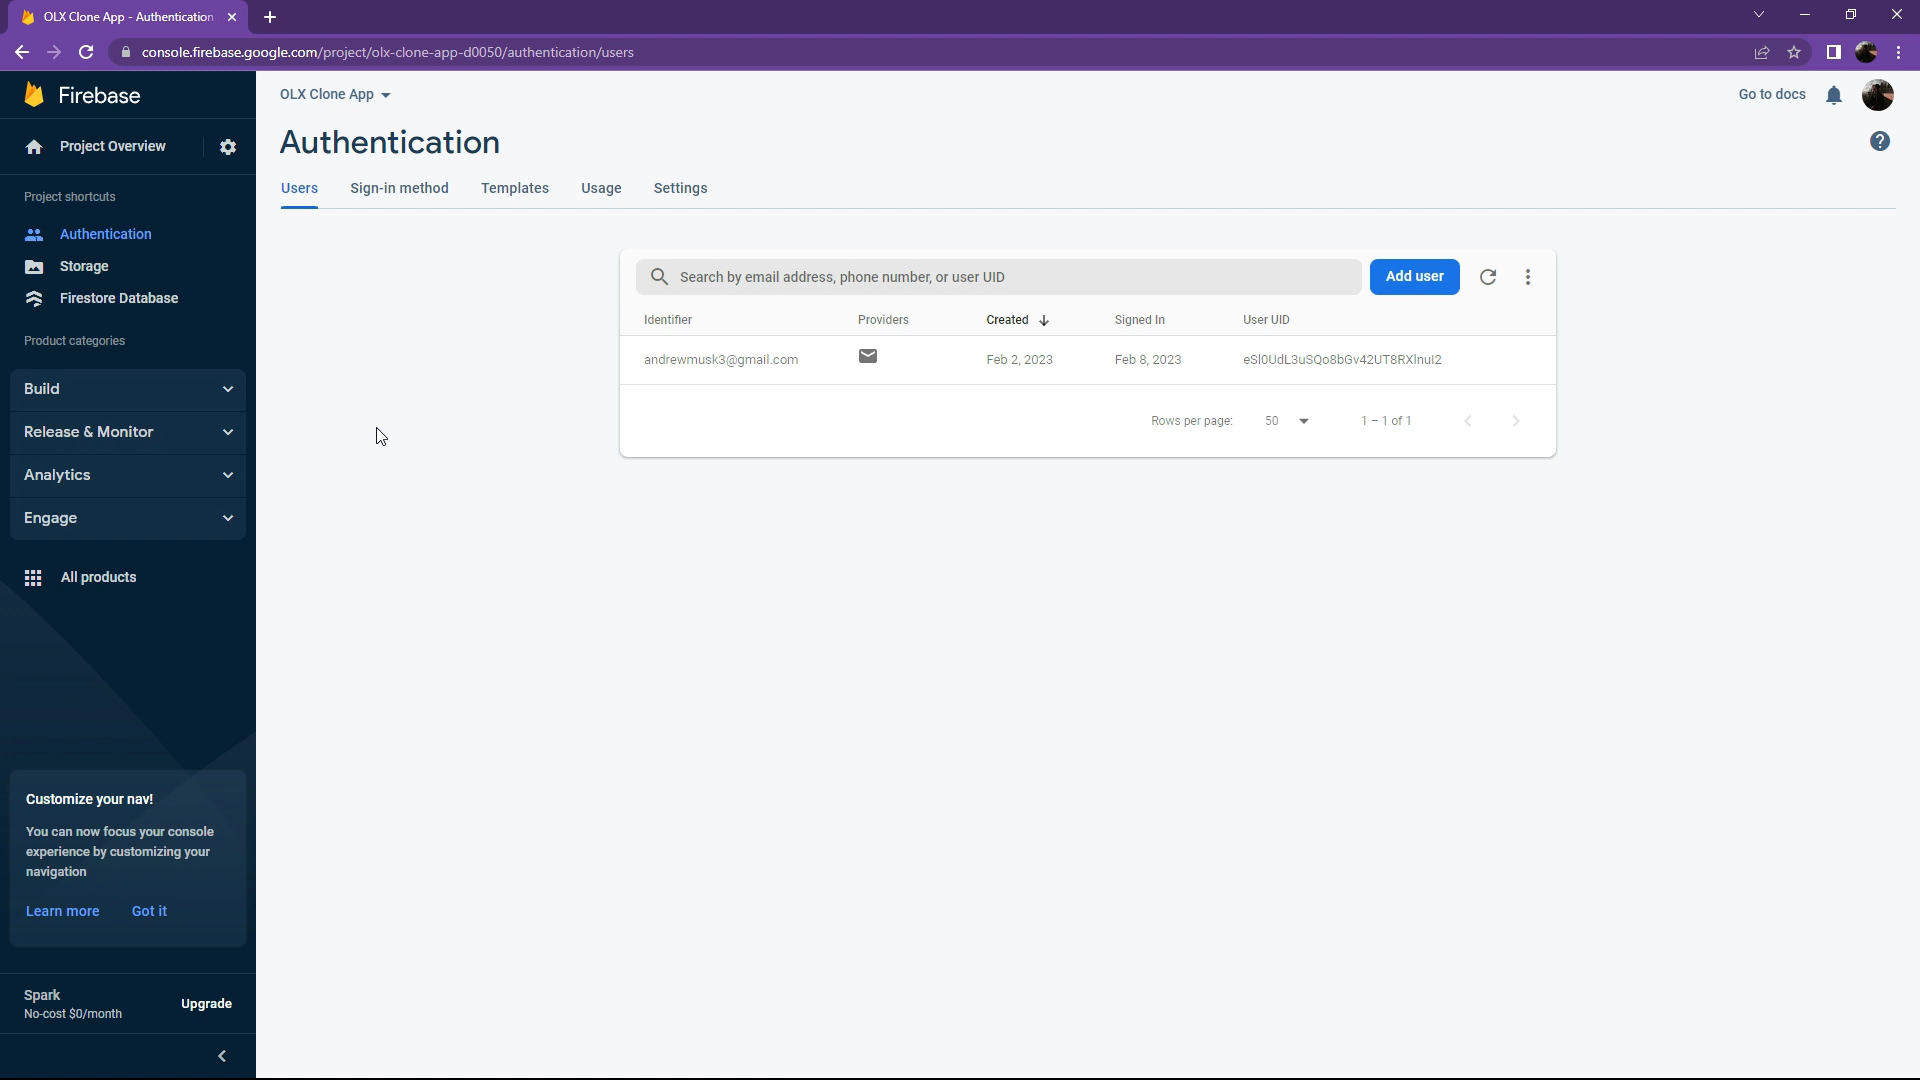 OLX Clone App - Authentication
console.firebase.google.com/project/olx-clone-app-d0050/authentication/users
Firebase
OLX Clone App
Go to docs
Project Overview
Authentication
Project shortcuts
Users Sign-in method Templates Usage Settings
Authentication
Storage
Firestore Database
Search by email address, phone number, or user UID
Add user
Identifier Providers Created Signed In User UID
andrewmusk3@gmail.com Feb 2, 2023 Feb 8, 2023
Rows per page: 50 1 – 1 of 1
Product categories
Build
Release & Monitor
Analytics
Engage
All products
Customize your nav!
You can now focus your console
experience by customizing your
navigation
Learn more Got it
Spark
No-cost $0/month
Upgrade